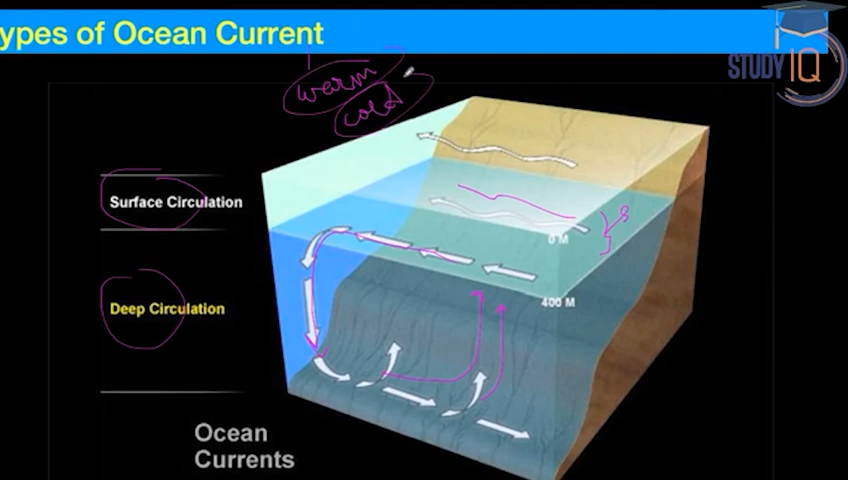 ypes of Ocean Current
STUDY IQ
warm
cold
Surface Circulation
S
0 M
400 M
Deep Circulation
Ocean
Currents